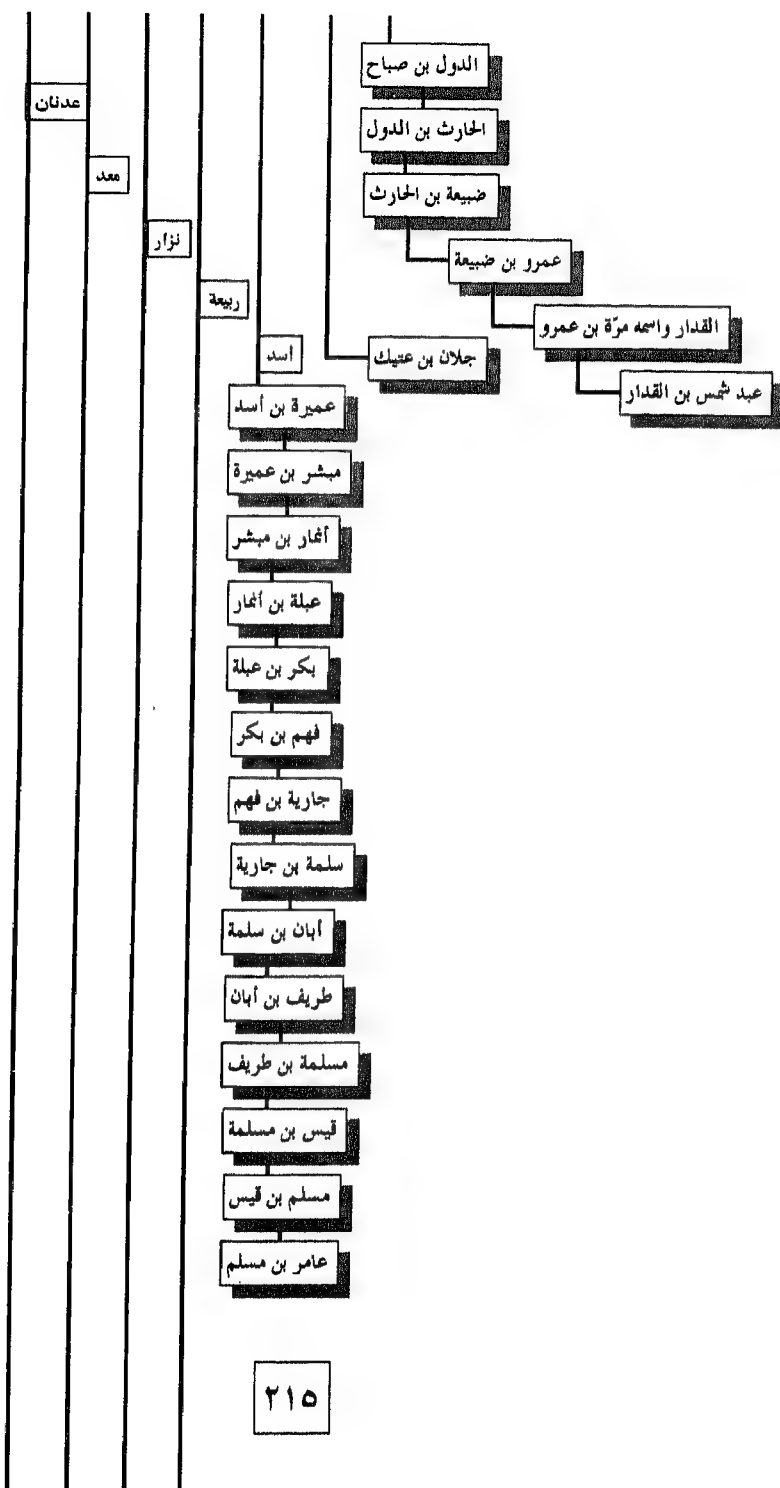 الدول بن صباح
عدنان
الحارث بن الدول
معد
ضبيعة بن الحارث
نزار
عمرو بن ضبيعة
ربيعة
القدار واسمه مرّة بن عمرو
أسد
جلان بن عتيك
عبد شمس بن القدار
عميرة بن أسد
مبشر بن عميرة
أنمار بن مبشر
عبلة بن أنمار
بكر بن عبلة
فهم بن بكر
جارية بن فهم
سلمة بن جارية
أبان بن سلمة
طريف بن أبان
مسلمة بن طريف
قيس بن مسلمة
مسلم بن قيس
عامر بن مسلم
٢١٥